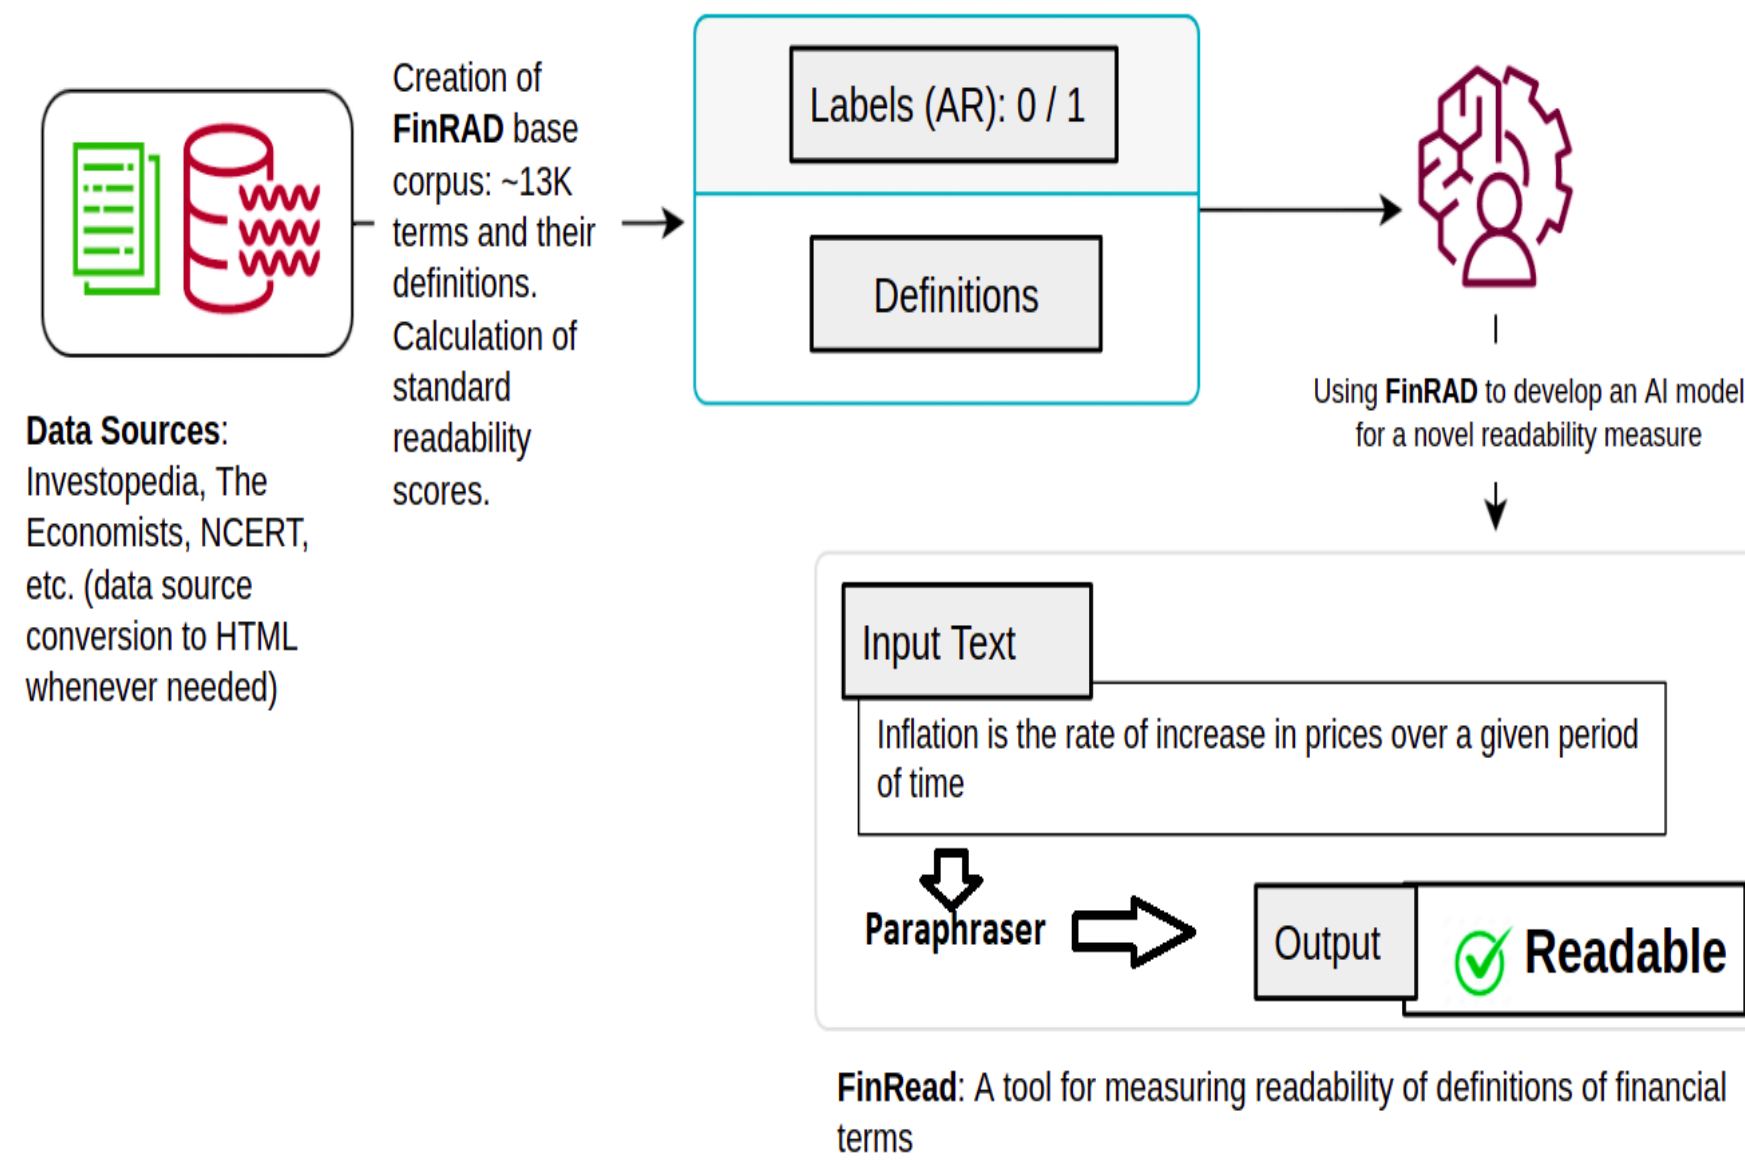 Data Sources:
Investopedia, The
Economists, NCERT,
etc. (data source
conversion to HTML
whenever needed)
Creation of
FinRAD base
corpus: ~13K
terms and their
definitions.
Calculation of
standard
readability
scores.
Labels (AR): 0 / 1
Definitions
Using FinRAD to develop an AI model
for a novel readability measure
Input Text
Inflation is the rate of increase in prices over a given period
of time
Paraphraser
Output
Readable
FinRead: A tool for measuring readability of definitions of financial
terms